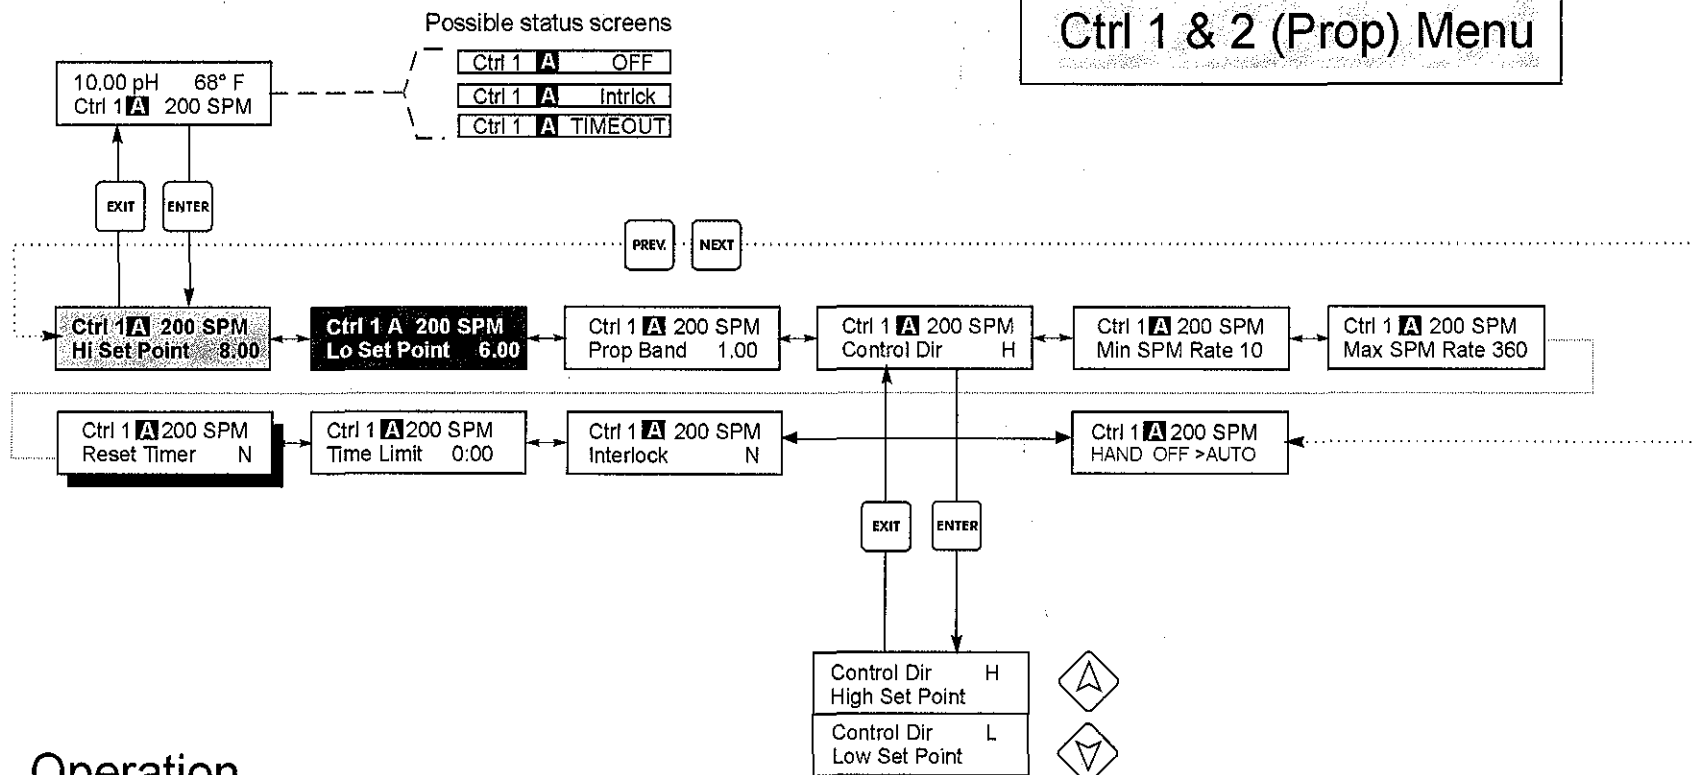 Possible status screens
Ctrl 1 & 2 (Prop) Menu
Ctrl 1 A OFF
Ctrl 1 A Intrlck
Ctrl 1 A TIMEOUT
10.00 pH 68° F
Ctrl 1 A 200 SPM
EXIT
ENTER
PREV.
NEXT
Ctrl 1 A 200 SPM
Hi Set Point 8.00
Ctrl 1 A 200 SPM
Lo Set Point 6.00
Ctrl 1 A 200 SPM
Prop Band 1.00
Ctrl 1 A 200 SPM
Control Dir H
Ctrl 1 A 200 SPM
Min SPM Rate 10
Ctrl 1 A 200 SPM
Max SPM Rate 360
Ctrl 1 A 200 SPM
Reset Timer N
Ctrl 1 A 200 SPM
Time Limit 0:00
Ctrl 1 A 200 SPM
Interlock N
Ctrl 1 A 200 SPM
HAND OFF >AUTO
EXIT
ENTER
Control Dir H
High Set Point
Control Dir L
Low Set Point
Operation